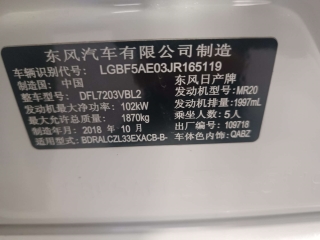 东风汽车有限公司制造
车辆识别代号: LGBF5AE03JR165119
制造国: 中国 东风日产牌
整车型号: DFL7203VBL2 发动机型号: MR20
发动机最大净功率: 102kW 发动机排量: 1997mL
最大允许总质量: 1870kg 乘坐人数: 5人
制造年月: 2018 年 10 月 出厂编号: 109718
适用型式: BDRALCZL33EXACB-B- 车体色内饰: QABZ